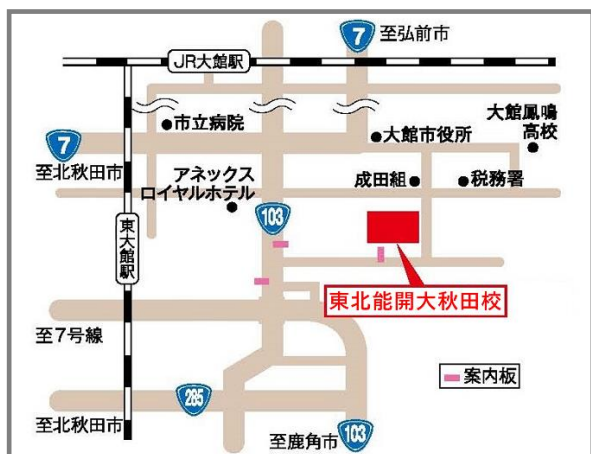 7
至弘前市
JR大館駅
市立病院
大館市役所
大館鳳鳴
高校
7
至北秋田市
アネックス
ロイヤルホテル
成田組
税務署
103
東大館駅
東北能開大秋田校
至7号線
案内板
285
至北秋田市
至鹿角市
103